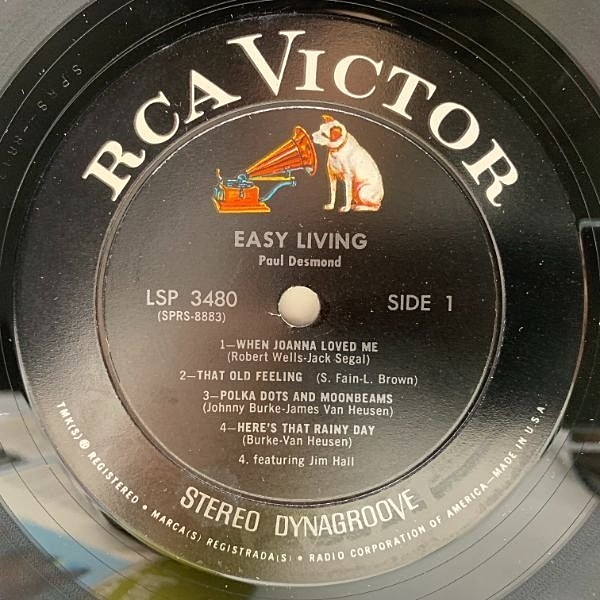 RCA VICTOR
EASY LIVING
Paul Desmond
LSP 3480
(SPRS-8883)
SIDE 1
1—WHEN JOANNA LOVED ME
(Robert Wells-Jack Segal)
2—THAT OLD FEELING (S. Fain-L. Brown)
3—POLKA DOTS AND MOONBEAMS
(Johnny Burke-James Van Heusen)
4—HERE'S THAT RAINY DAY
(Burke-Van Heusen)
4. featuring Jim Hall
STEREO DYNAGROOVE
TMK(S) ® REGISTERED • MARCA(S) REGISTRADA(S) • RADIO CORPORATION OF AMERICA—MADE IN U.S.A.